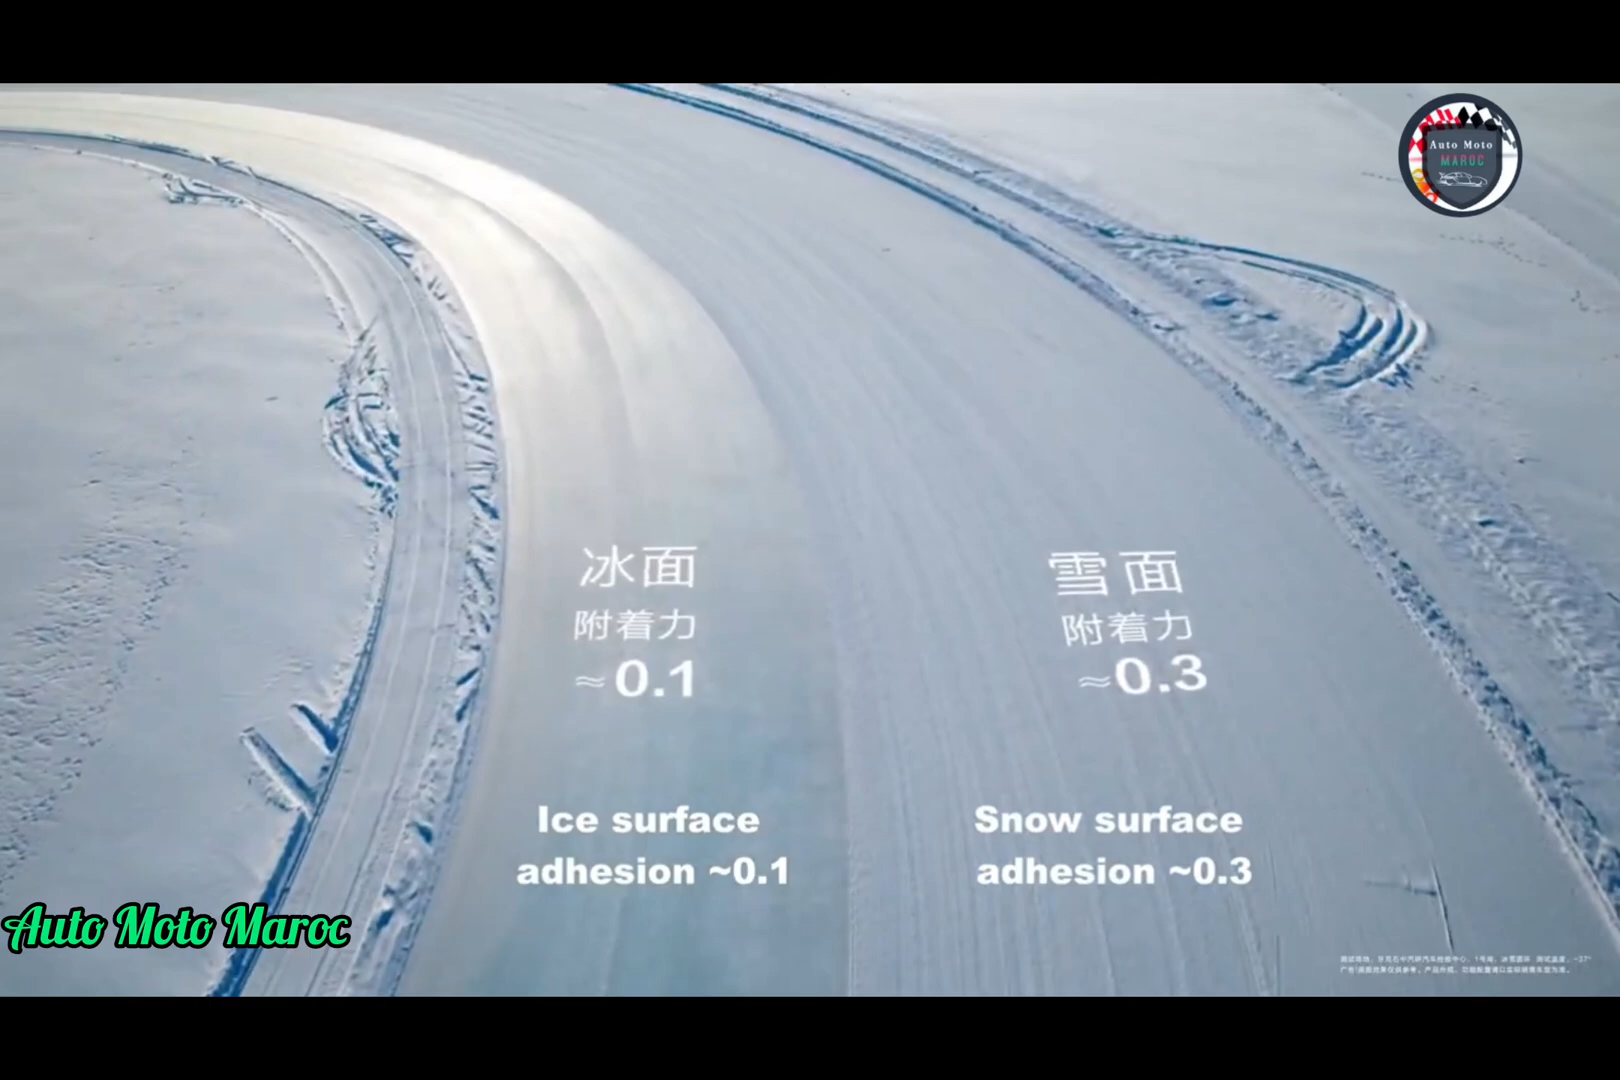 Auto Moto
MAROC
冰面
附着力
≈0.1
雪面
附着力
≈0.3
Ice surface
adhesion ~0.1
Snow surface
adhesion ~0.3
Auto Moto Maroc